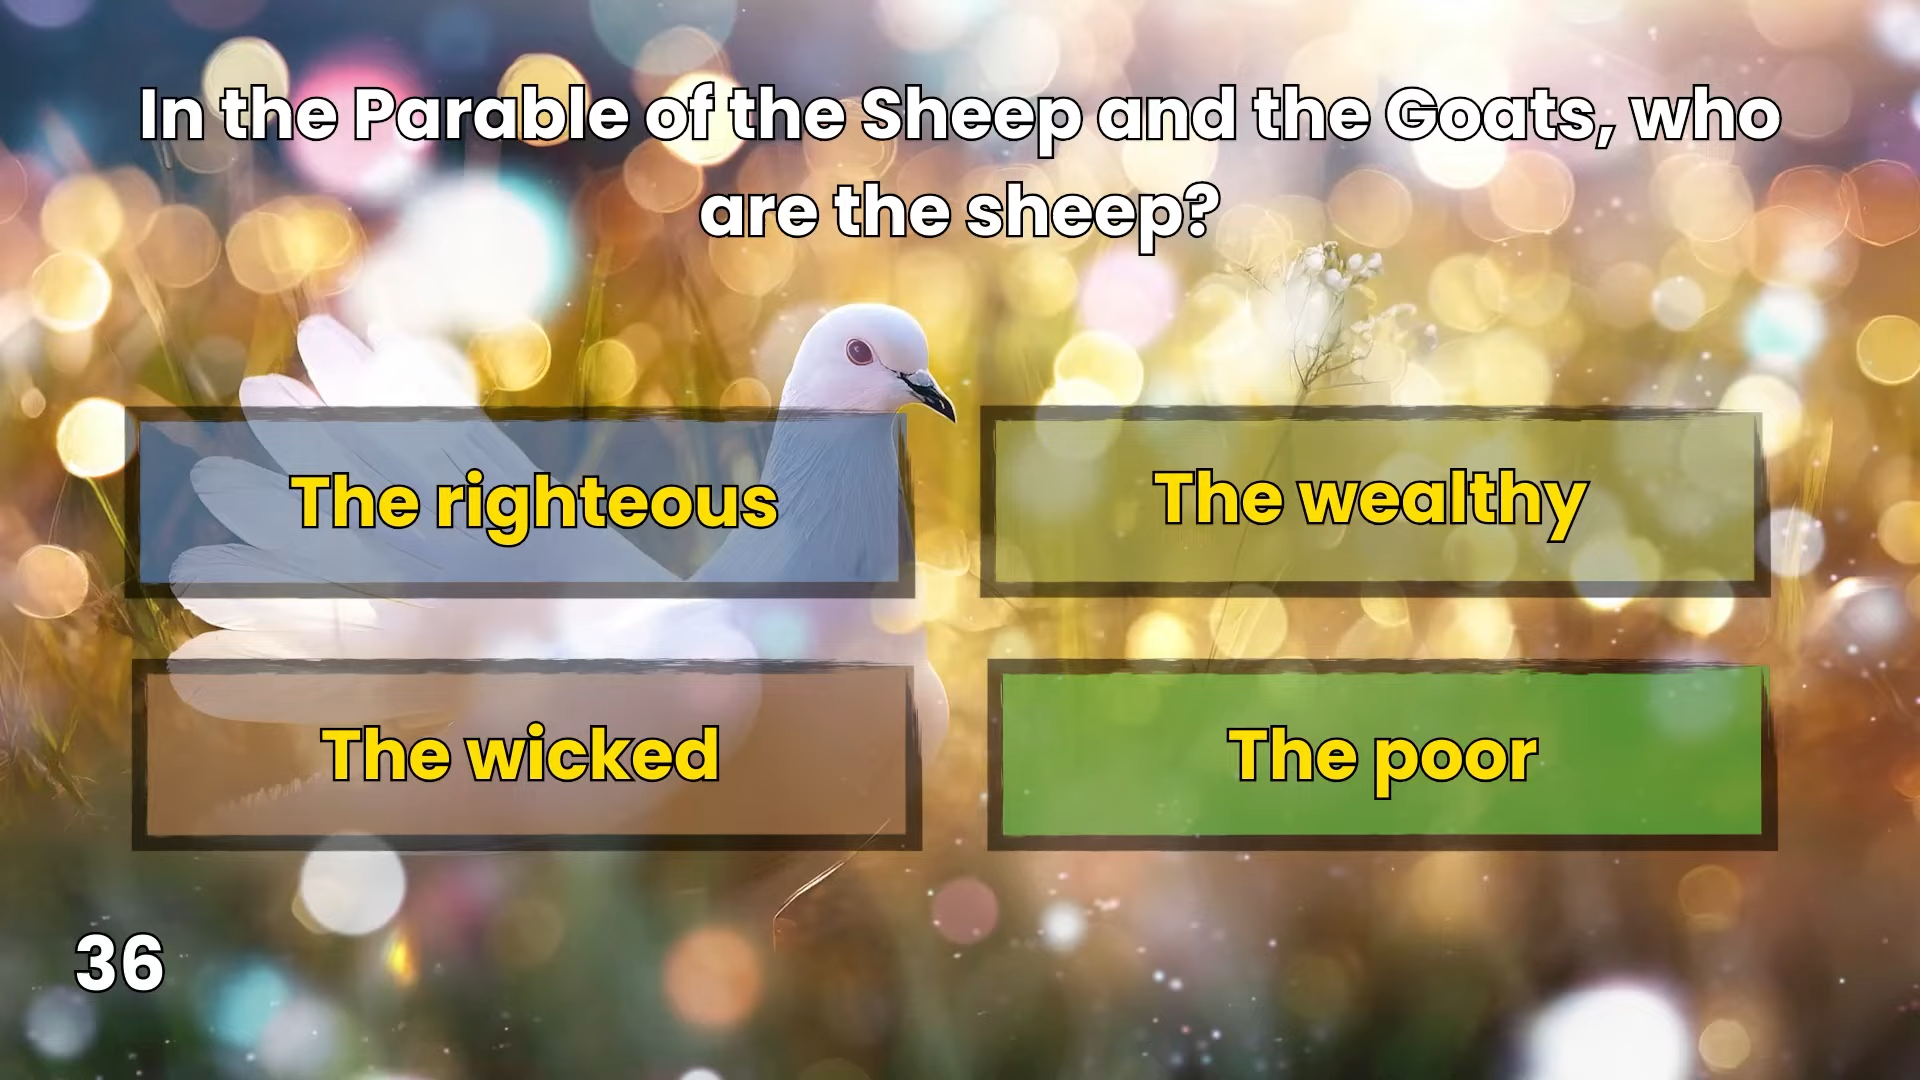 In the Parable of the Sheep and the Goats, who
are the sheep?
The righteous
The wealthy
The wicked
The poor
36